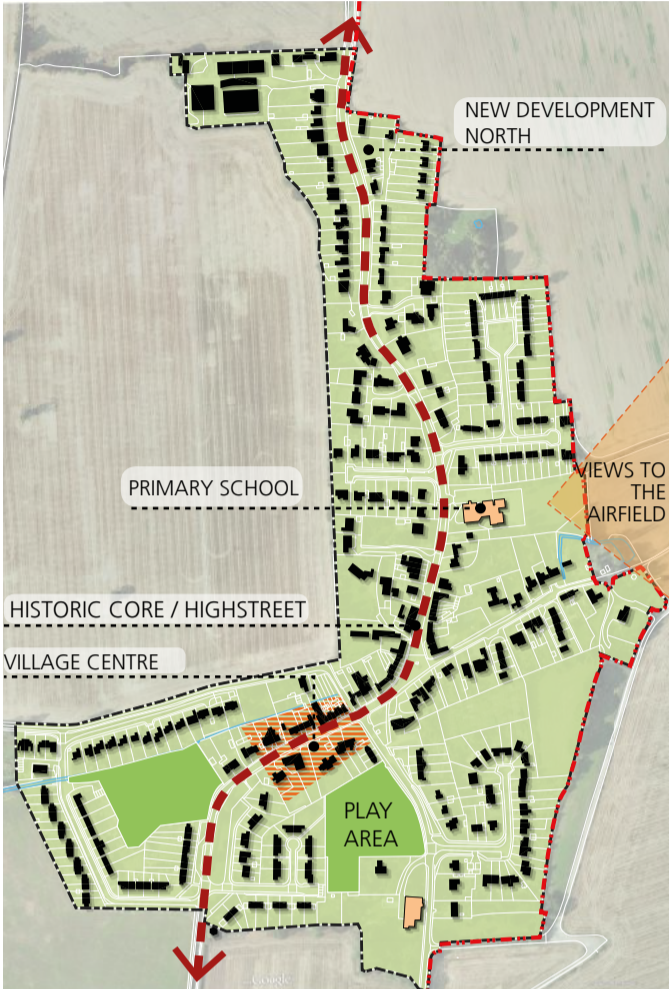 NEW DEVELOPMENT
NORTH
VIEWS TO
THE
AIRFIELD
PRIMARY SCHOOL
HISTORIC CORE / HIGHSTREET
VILLAGE CENTRE
PLAY
AREA
Google